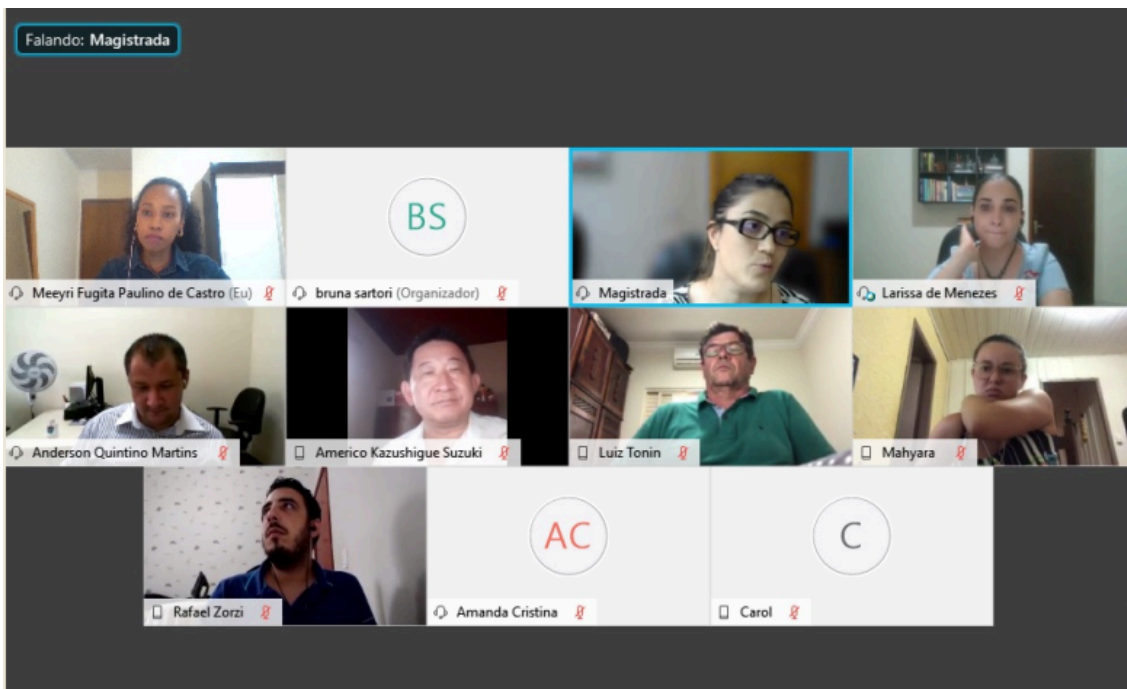 Falando: Magistrada
Meeyri Fugita Paulino de Castro (Eu)
BS
bruna sartori (Organizador)
Magistrada
Larissa de Menezes
Anderson Quintino Martins
Americo Kazushigue Suzuki
Luiz Tonin
Mahyara
Rafael Zorzi
AC
Amanda Cristina
C
Carol